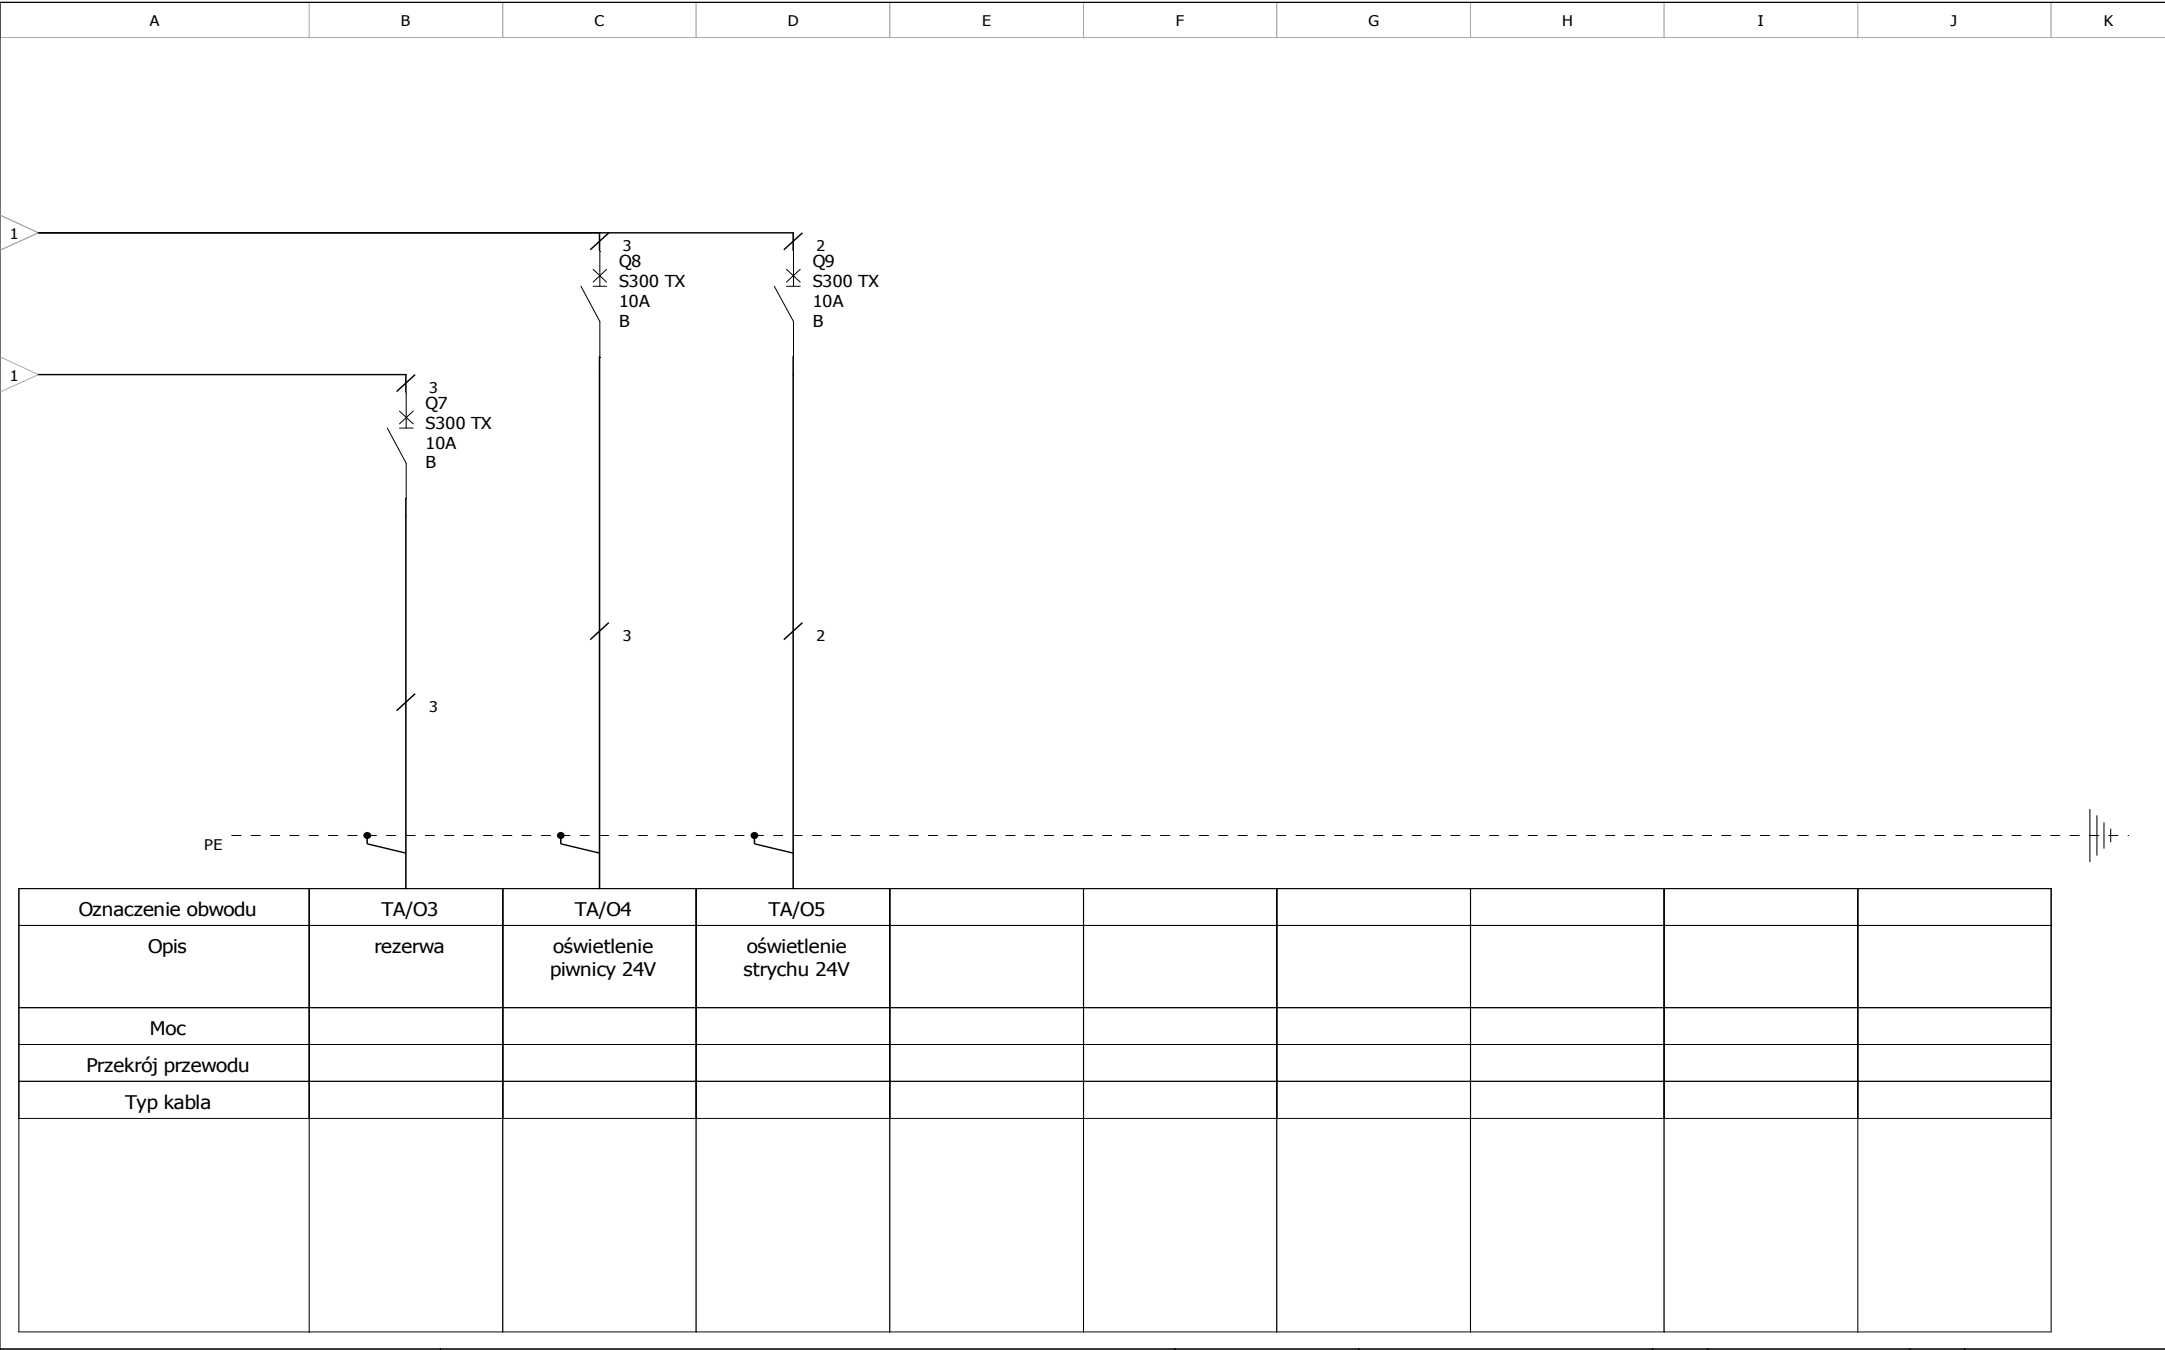 A B C D E F G H I J K
1
3
Q8
S300 TX
10A
B
2
Q9
S300 TX
10A
B
1
3
Q7
S300 TX
10A
B
3
2
3
PE
Oznaczenie obwodu TA/O3 TA/O4 TA/O5
Opis rezerwa oświetlenie oświetlenie
piwnicy 24V strychu 24V
Moc
Przekrój przewodu
Typ kabla